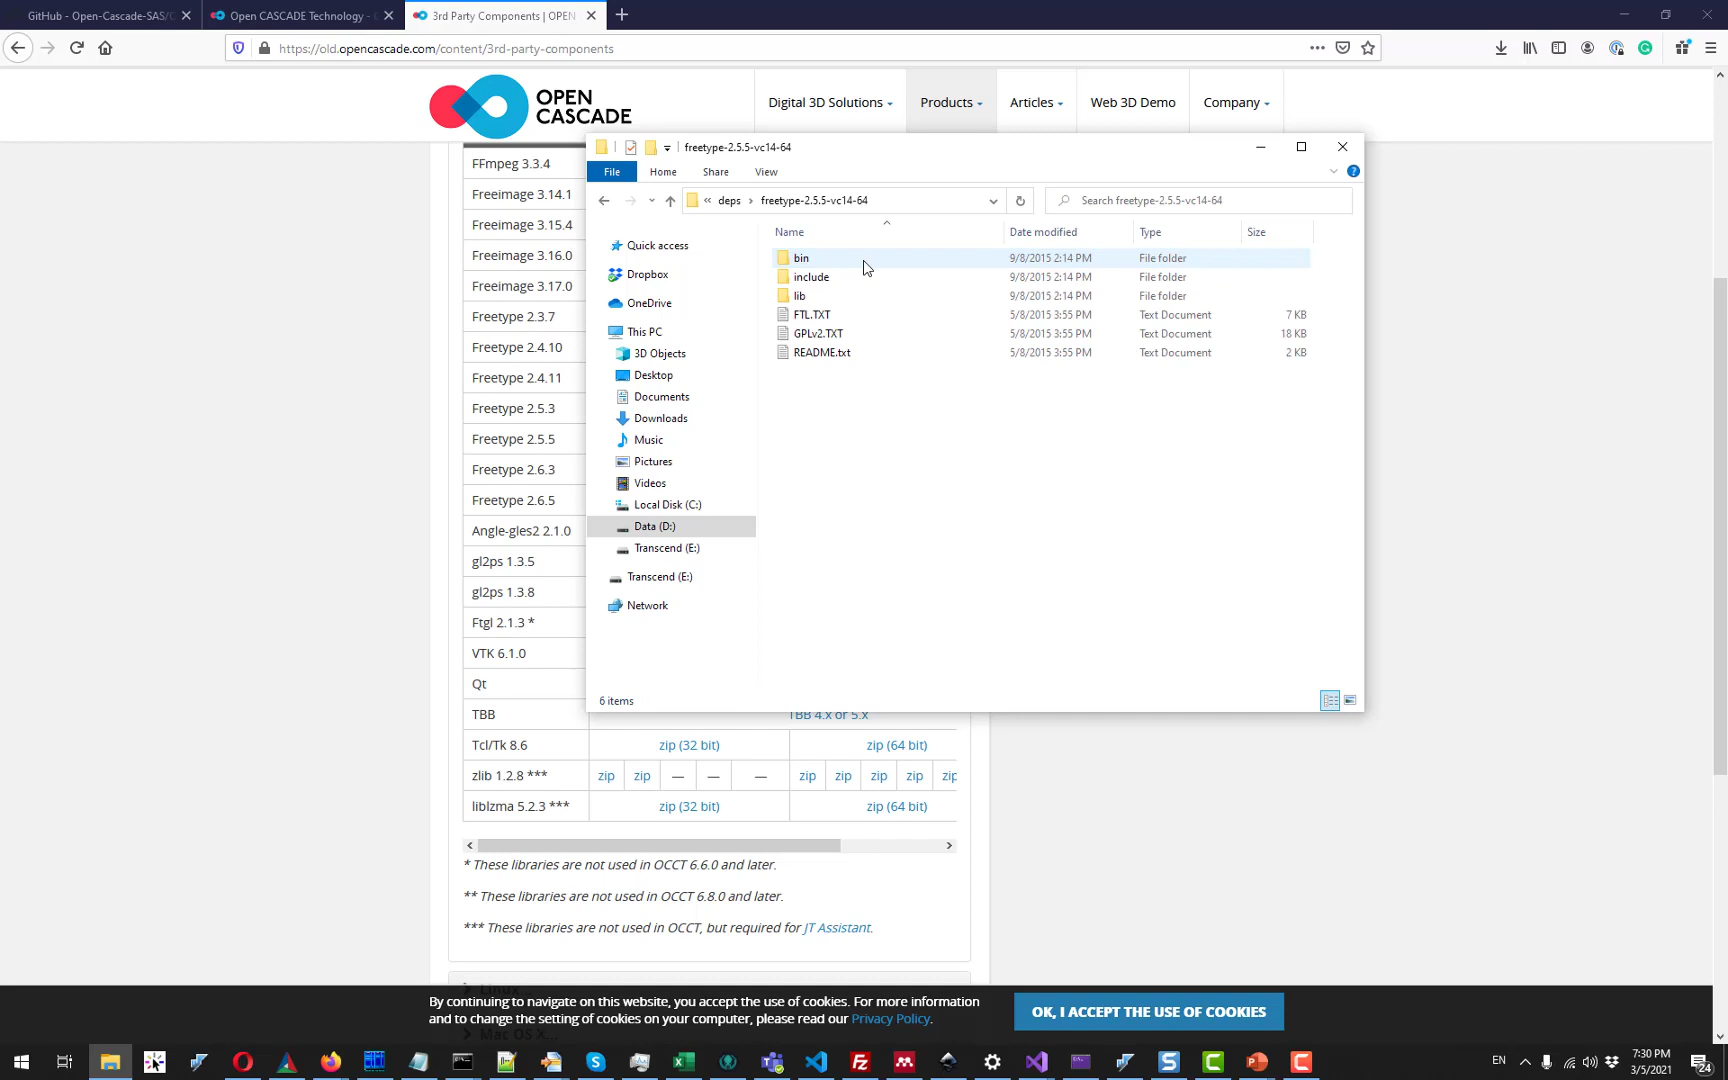 GitHub - Open-Cascade-SAS/C
Open CASCADE Technology - 
3rd Party Components | OPEN
https://old.opencascade.com/content/3rd-party-components
OPEN
CASCADE
Digital 3D Solutions
Products
Articles
Web 3D Demo
Company
freetype-2.5.5-vc14-64
File
Home
Share
View
« deps › freetype-2.5.5-vc14-64
Search freetype-2.5.5-vc14-64
Quick access
Dropbox
OneDrive
This PC
3D Objects
Desktop
Documents
Downloads
Music
Pictures
Videos
Local Disk (C:)
Data (D:)
Transcend (E:)
Transcend (E:)
Network
Name Date modified Type Size
bin 9/8/2015 2:14 PM File folder
include 9/8/2015 2:14 PM File folder
lib 9/8/2015 2:14 PM File folder
FTL.TXT 5/8/2015 3:55 PM Text Document 7 KB
GPLv2.TXT 5/8/2015 3:55 PM Text Document 18 KB
README.txt 5/8/2015 3:55 PM Text Document 2 KB
6 items
FFmpeg 3.3.4
Freeimage 3.14.1
Freeimage 3.15.4
Freeimage 3.16.0
Freeimage 3.17.0
Freetype 2.3.7
Freetype 2.4.10
Freetype 2.4.11
Freetype 2.5.3
Freetype 2.5.5
Freetype 2.6.3
Freetype 2.6.5
Angle-gles2 2.1.0
gl2ps 1.3.5
gl2ps 1.3.8
Ftgl 2.1.3 *
VTK 6.1.0
Qt
TBB TBB 4.x or 5.x
Tcl/Tk 8.6 zip (32 bit) zip (64 bit)
zlib 1.2.8 *** zip zip — — — zip zip zip zip zip
liblzma 5.2.3 *** zip (32 bit) zip (64 bit)
* These libraries are not used in OCCT 6.6.0 and later.
** These libraries are not used in OCCT 6.8.0 and later.
*** These libraries are not used in OCCT, but required for JT Assistant.
Linux
By continuing to navigate on this website, you accept the use of cookies. For more information
and to change the setting of cookies on your computer, please read our Privacy Policy.
OK, I ACCEPT THE USE OF COOKIES
Mac OS X
EN
7:30 PM
3/5/2021
24